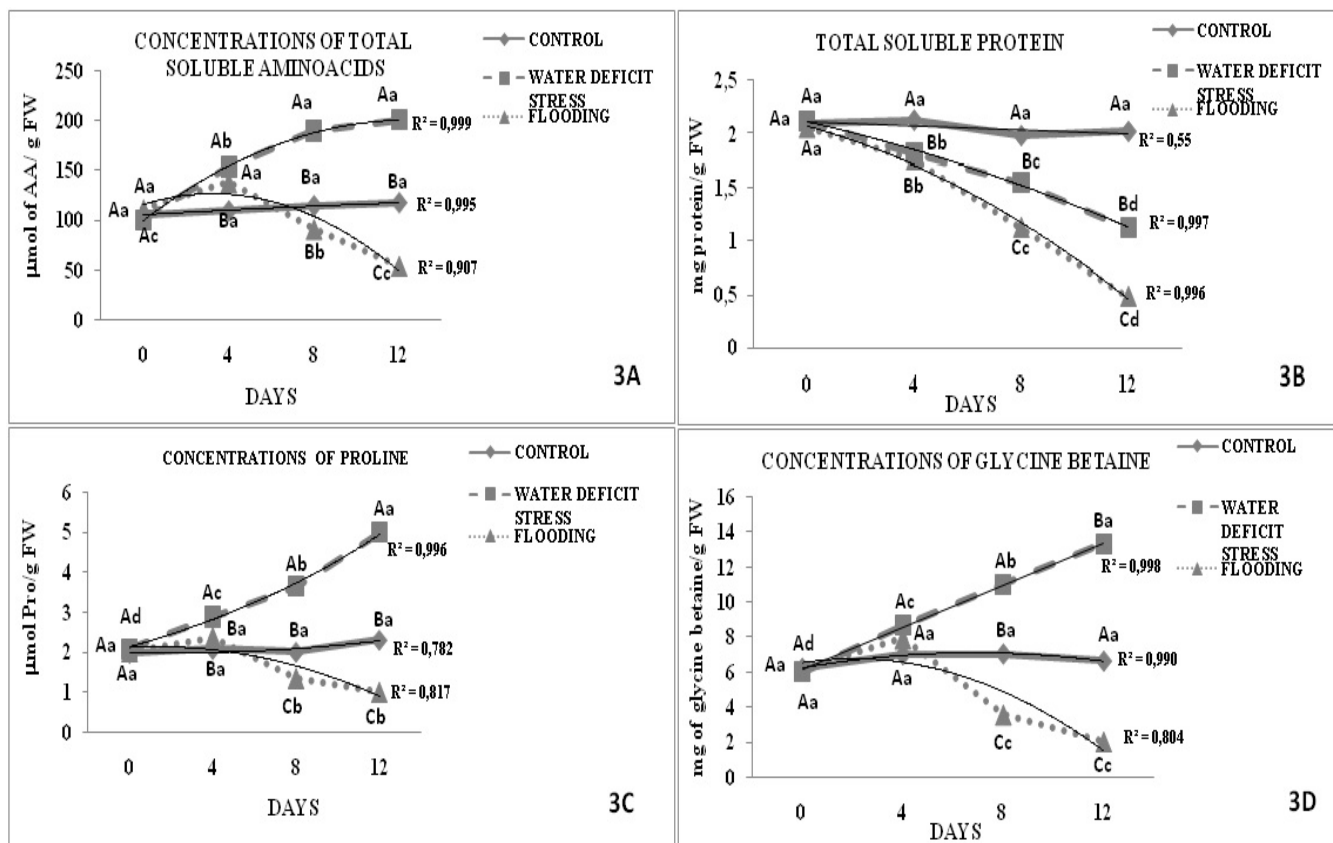 CONCENTRATIONS OF TOTAL
SOLUBLE AMINOACIDS
CONTROL
WATER DEFICIT
STRESS
FLOODING
µmol of AA/ g FW
250
200
150
100
50
0
Aa
Aa
Ac
Ab
Aa
Ba
Aa
Ba
Bb
Aa
Ba
Cc
R² = 0,999
R² = 0,995
R² = 0,907
0
4
8
12
DAYS
3A
TOTAL SOLUBLE PROTEIN
CONTROL
WATER DEFICIT
STRESS
FLOODING
mg protein/g FW
2,5
2
1,5
1
0,5
0
Aa
Aa
Aa
Aa
Bb
Bb
Aa
Bc
Cc
Aa
Bd
Cd
R² = 0,55
R² = 0,997
R² = 0,996
0
4
8
12
DAYS
3B
CONCENTRATIONS OF PROLINE
CONTROL
WATER DEFICIT
STRESS
FLOODING
µmol Pro/g FW
6
5
4
3
2
1
0
Ad
Aa
Aa
Ac
Ba
Ba
Ab
Ba
Cb
Aa
Ba
Cb
R² = 0,996
R² = 0,782
R² = 0,817
0
4
8
12
DAYS
3C
CONCENTRATIONS OF GLYCINE BETAINE
CONTROL
WATER
DEFICIT
STRESS
FLOODING
mg of glycine betaine/g FW
16
14
12
10
8
6
4
2
0
Ad
Aa
Aa
Ac
Aa
Aa
Ab
Ba
Cc
Ba
Aa
Cc
R² = 0,998
R² = 0,990
R² = 0,804
0
4
8
12
DAYS
3D